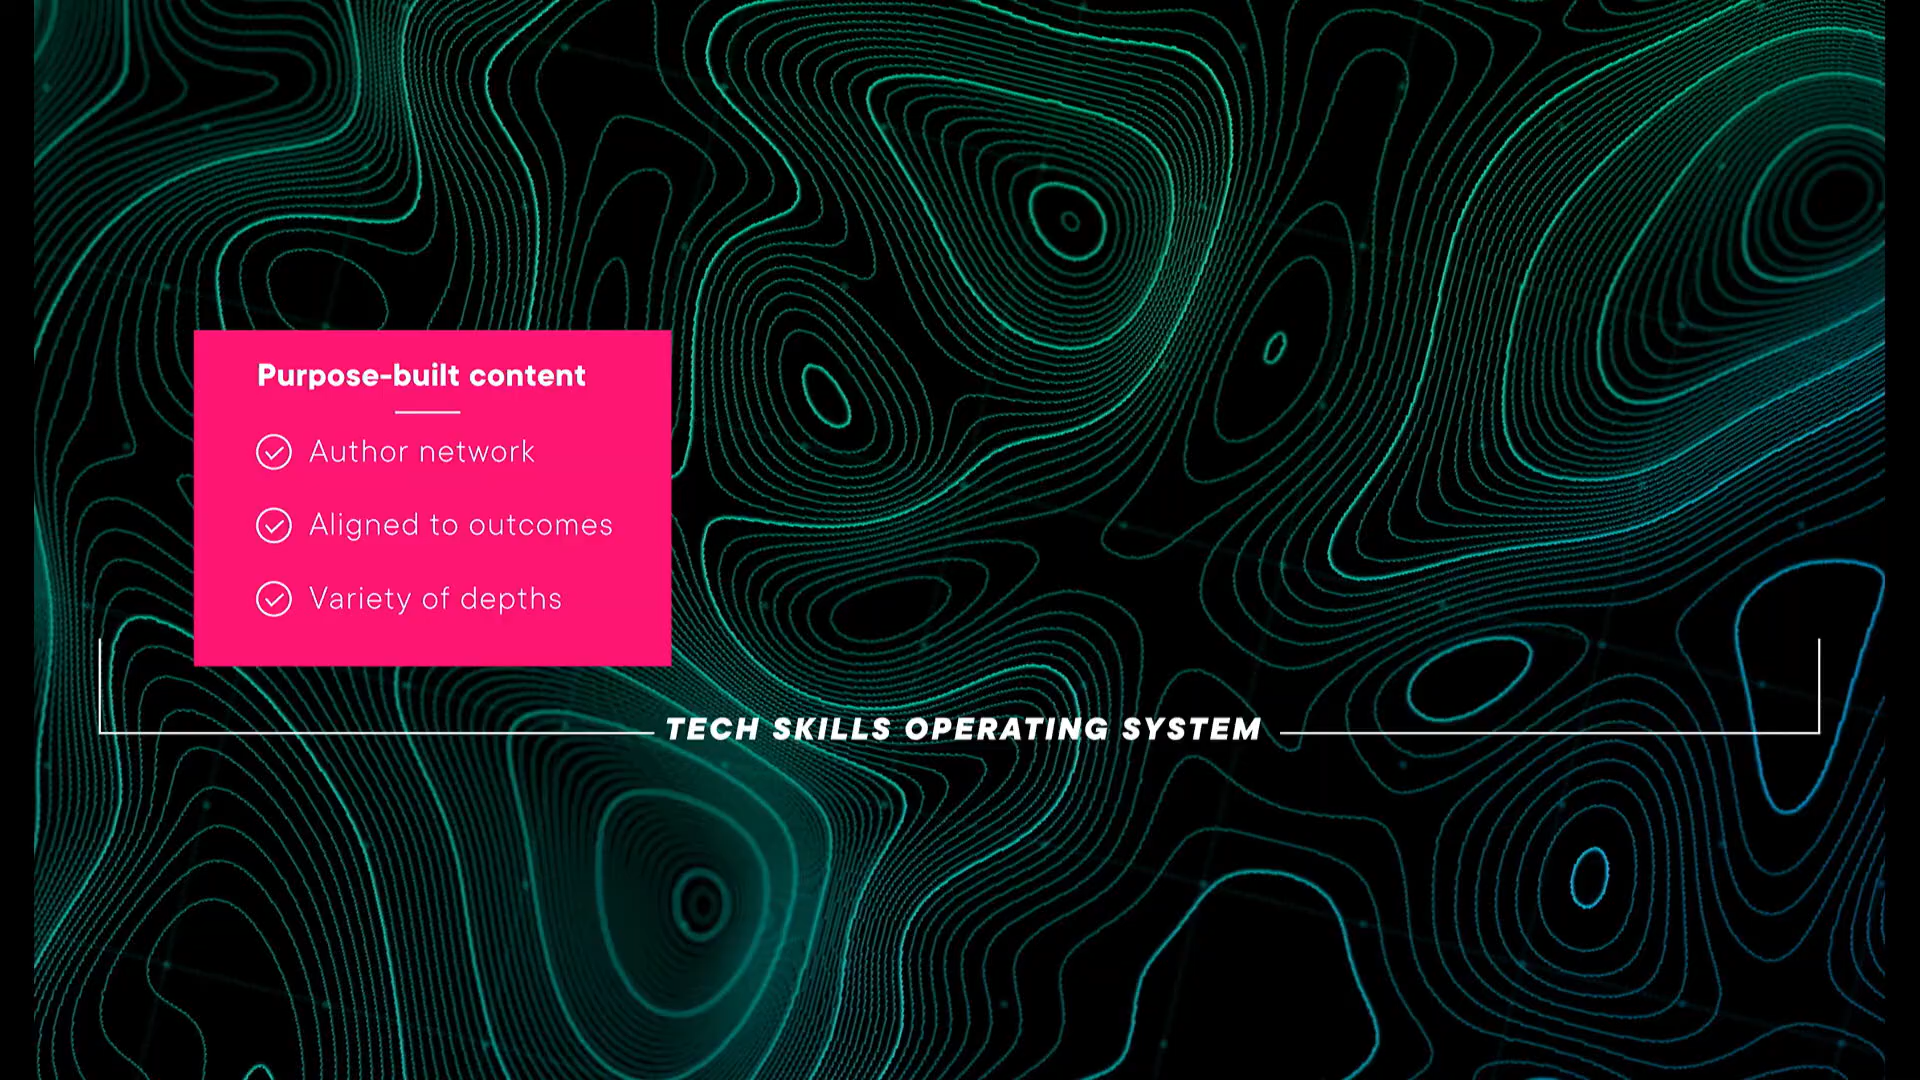 Purpose-built content
Author network
Aligned to outcomes
Variety of depths
TECH SKILLS OPERATING SYSTEM